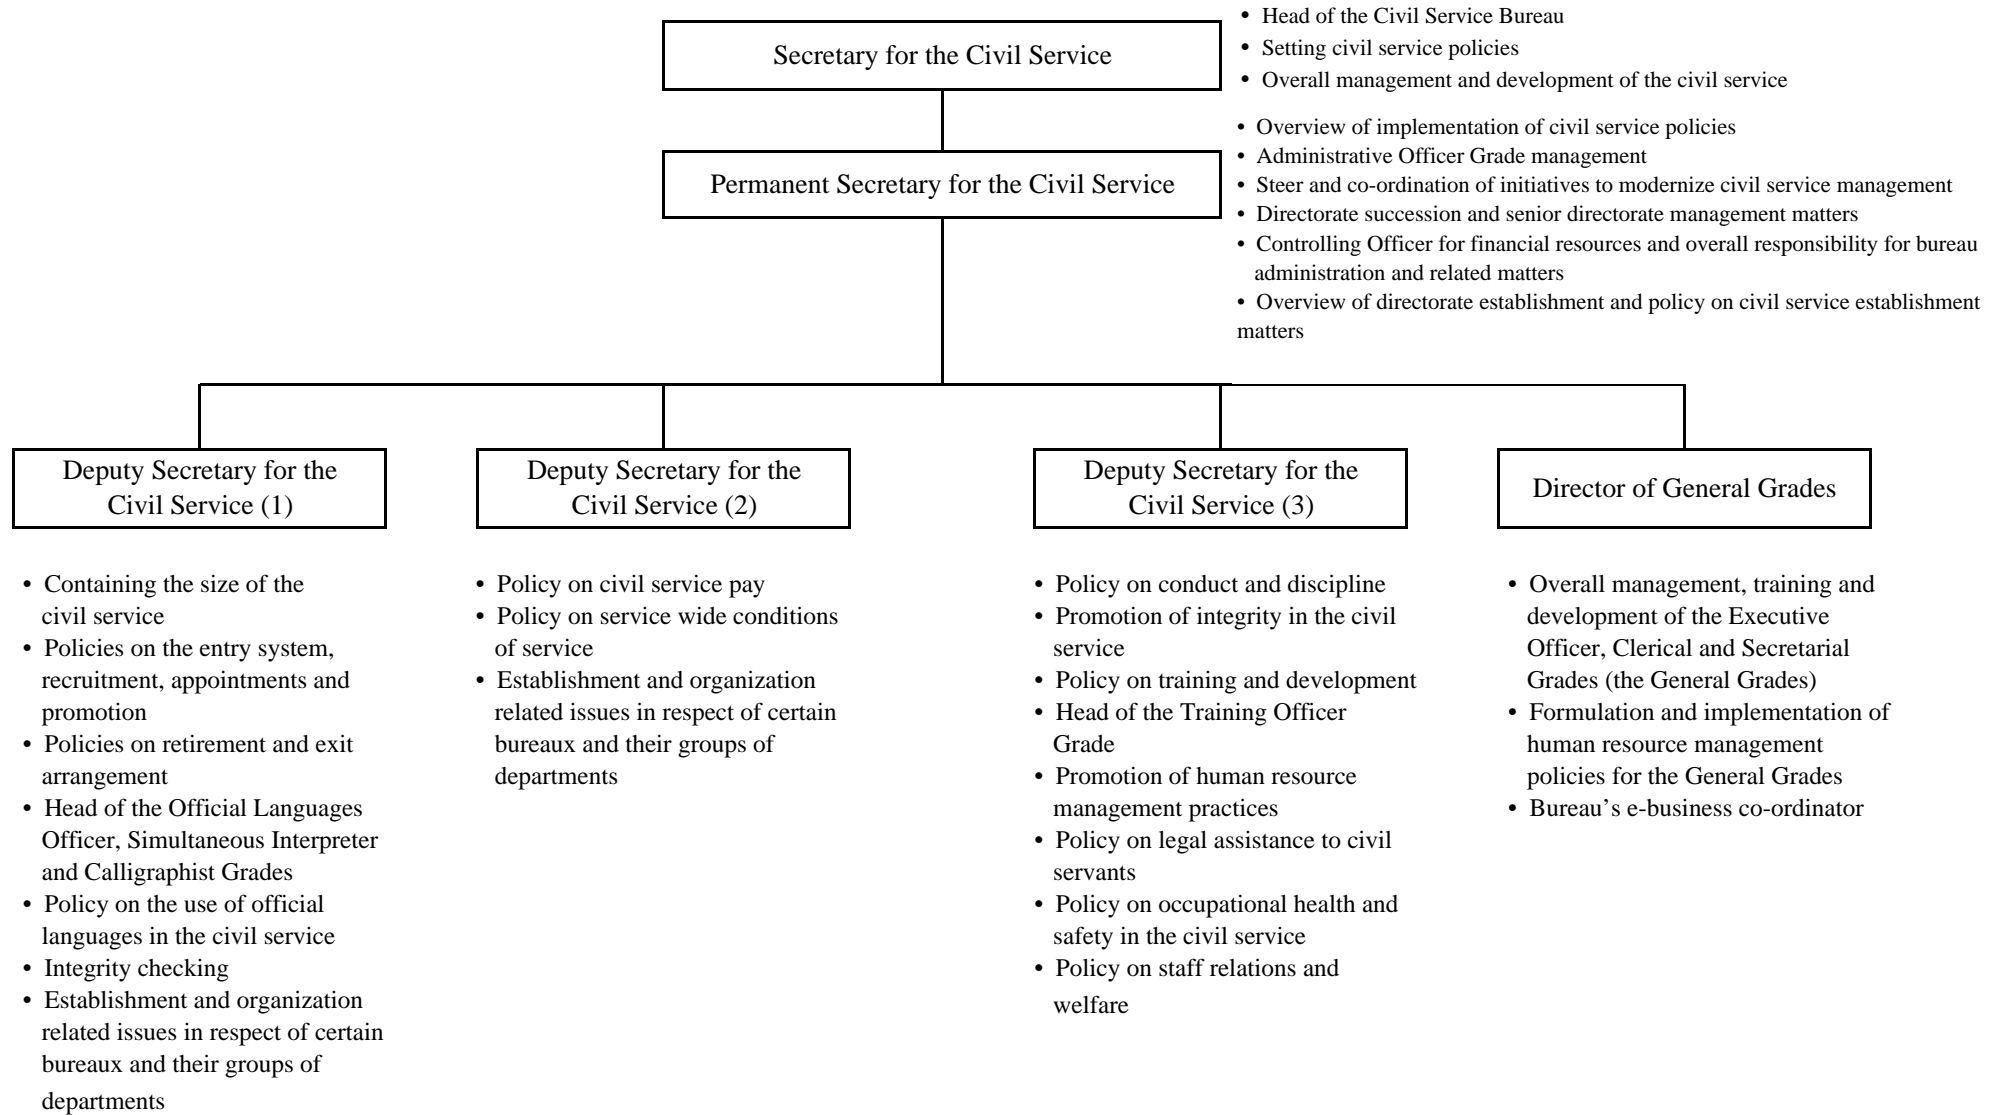 Secretary for the Civil Service
• Head of the Civil Service Bureau
• Setting civil service policies
• Overall management and development of the civil service
Permanent Secretary for the Civil Service
• Overview of implementation of civil service policies
• Administrative Officer Grade management
• Steer and co-ordination of initiatives to modernize civil service management
• Directorate succession and senior directorate management matters
• Controlling Officer for financial resources and overall responsibility for bureau
administration and related matters
• Overview of directorate establishment and policy on civil service establishment
matters
Deputy Secretary for the
Civil Service (1)
• Containing the size of the
civil service
• Policies on the entry system,
recruitment, appointments and
promotion
• Policies on retirement and exit
arrangement
• Head of the Official Languages
Officer, Simultaneous Interpreter
and Calligraphist Grades
• Policy on the use of official
languages in the civil service
• Integrity checking
• Establishment and organization
related issues in respect of certain
bureaux and their groups of
departments
Deputy Secretary for the
Civil Service (2)
• Policy on civil service pay
• Policy on service wide conditions
of service
• Establishment and organization
related issues in respect of certain
bureaux and their groups of
departments
Deputy Secretary for the
Civil Service (3)
• Policy on conduct and discipline
• Promotion of integrity in the civil
service
• Policy on training and development
• Head of the Training Officer
Grade
• Promotion of human resource
management practices
• Policy on legal assistance to civil
servants
• Policy on occupational health and
safety in the civil service
• Policy on staff relations and
welfare
Director of General Grades
• Overall management, training and
development of the Executive
Officer, Clerical and Secretarial
Grades (the General Grades)
• Formulation and implementation of
human resource management
policies for the General Grades
• Bureau’s e-business co-ordinator